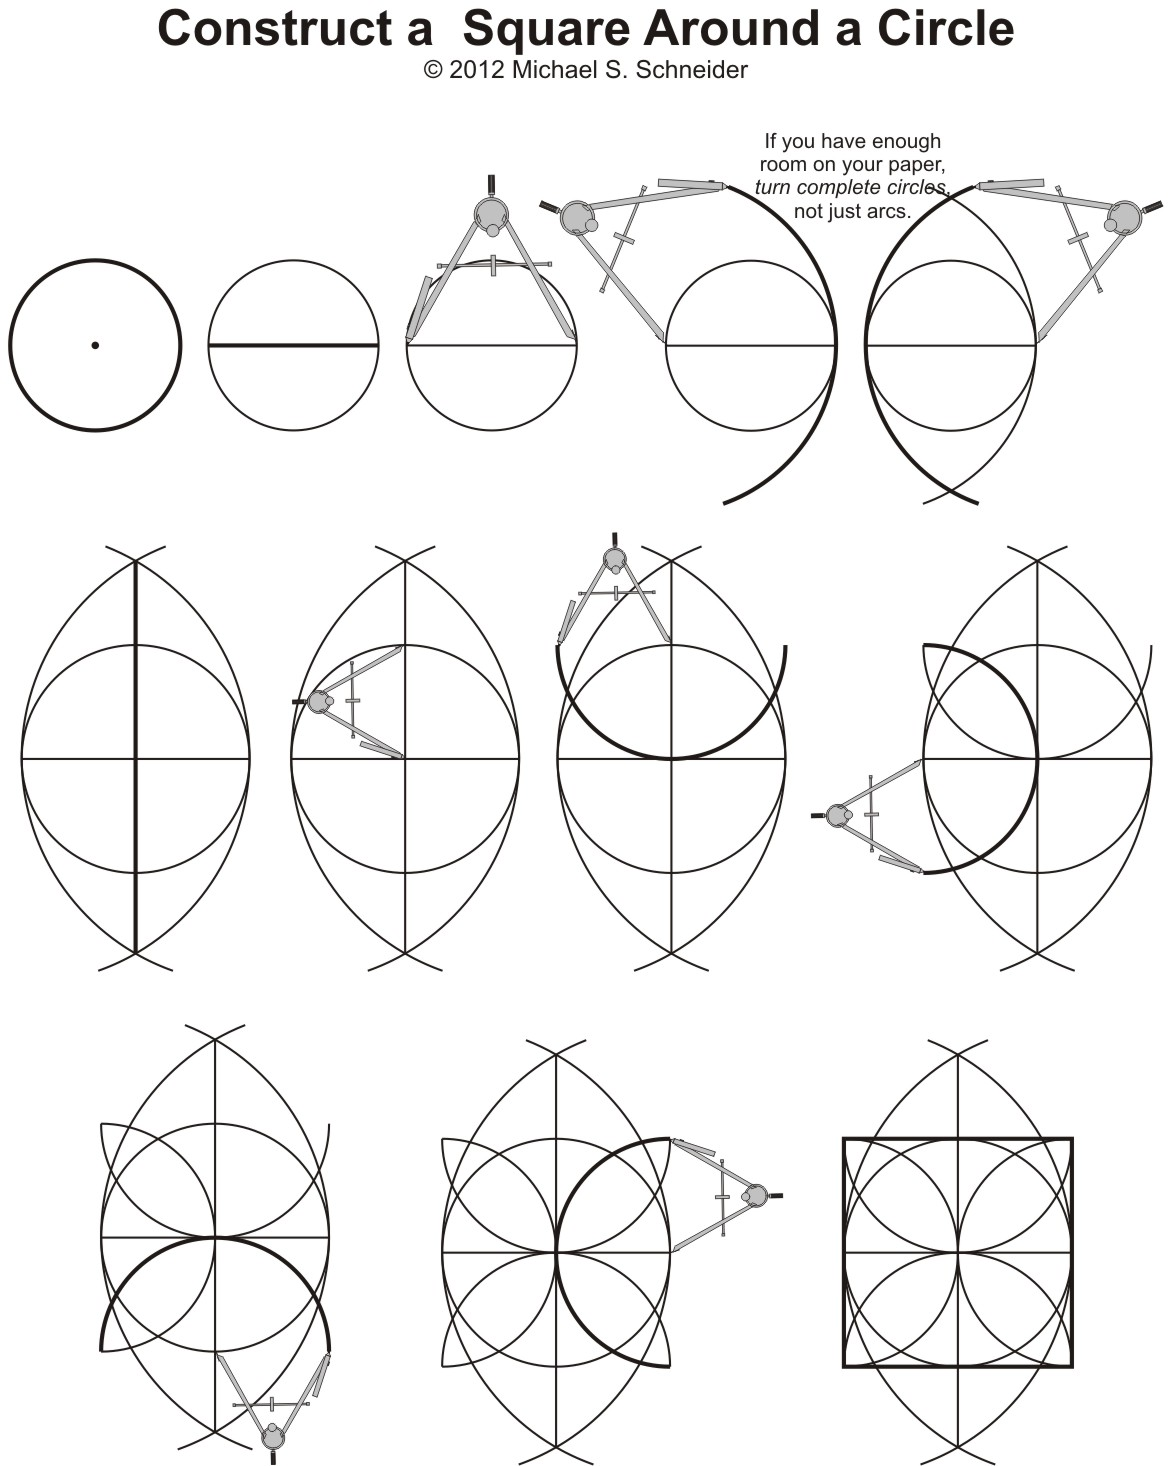 Construct a  Square Around a Circle
© 2012 Michael S. Schneider
If you have enough
room on your paper,
turn complete circles,
not just arcs.